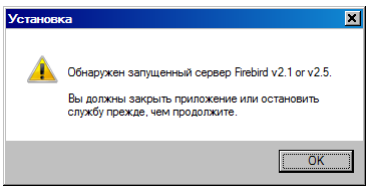 Установка
Обнаружен запущенный сервер Firebird v2.1 or v2.5.
Вы должны закрыть приложение или остановить
службу прежде, чем продолжите.
OK